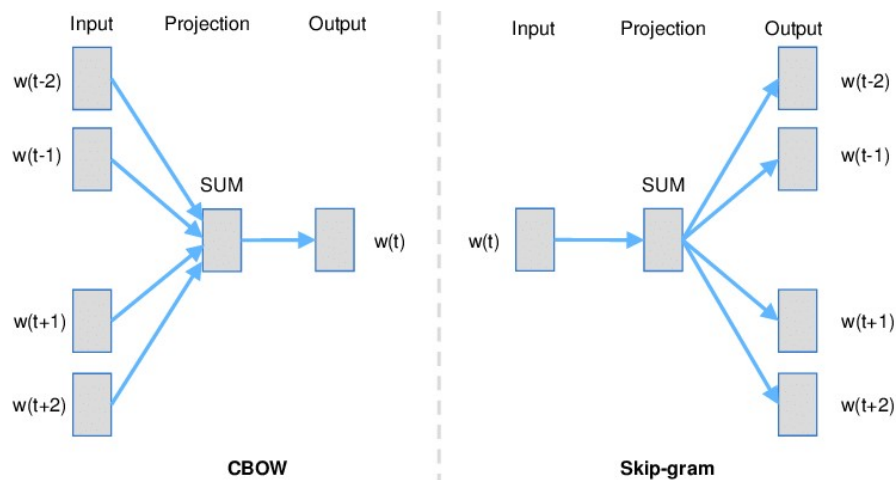 Input Projection Output
w(t-2)
w(t-1)
SUM
w(t)
w(t+1)
w(t+2)
CBOW
Input Projection Output
w(t-2)
w(t-1)
SUM
w(t)
w(t+1)
w(t+2)
Skip-gram